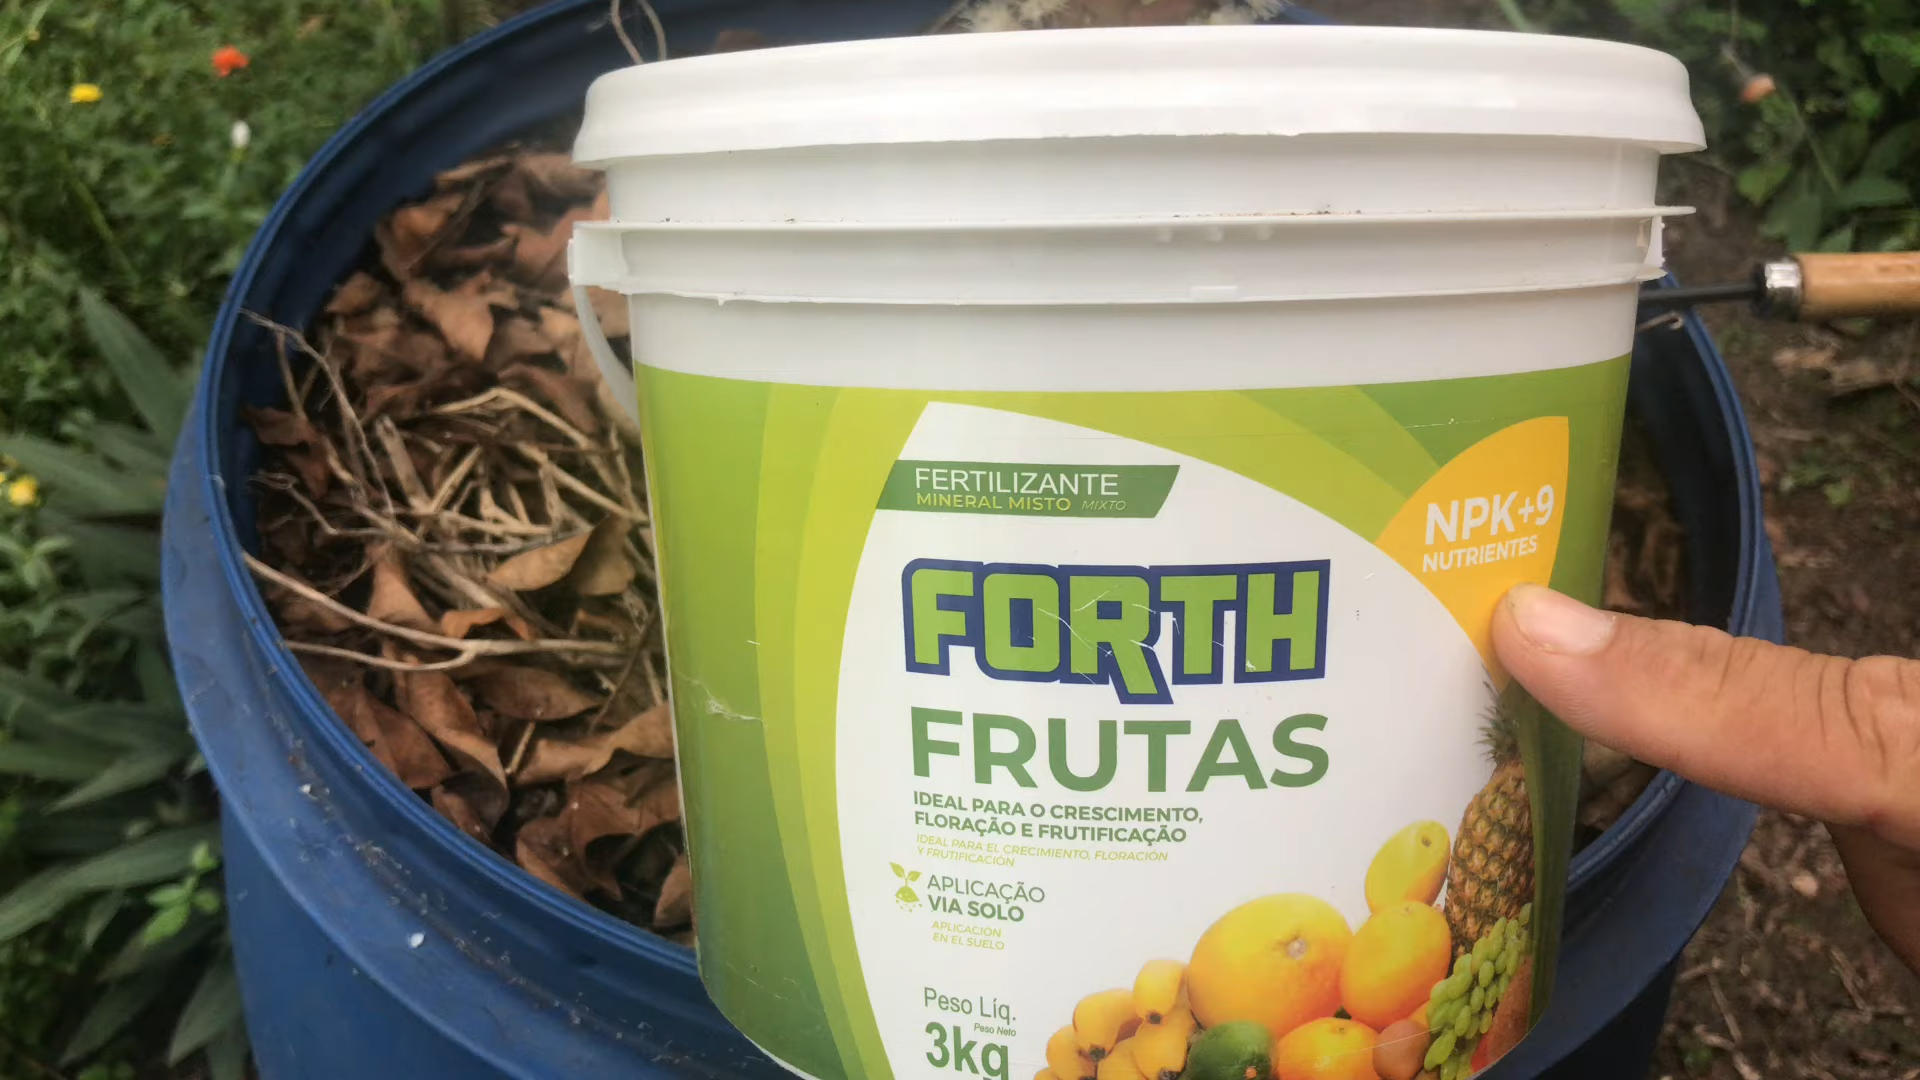 FERTILIZANTE
MINERAL MISTO MIXTO
NPK+9
NUTRIENTES
FORTH
FRUTAS
IDEAL PARA O CRESCIMENTO,
FLORAÇÃO E FRUTIFICAÇÃO
IDEAL PARA EL CRECIMIENTO, FLORACIÓN
Y FRUTIFICACIÓN
APLICAÇÃO
VIA SOLO
APLICACIÓN
EN EL SUELO
Peso Líq.
Peso Neto
3kg